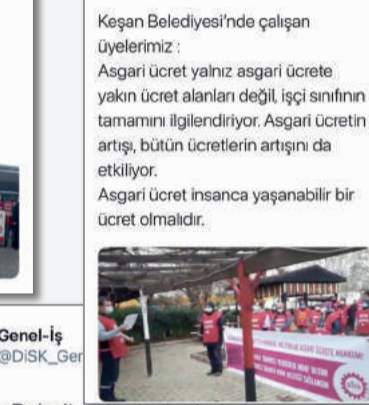 Keşan Belediyesi'nde çalışan
üyelerimiz :
Asgari ücret yalnız asgari ücrete
yakın ücret alanları değil, işçi sınıfının
tamamını ilgilendiriyor. Asgari ücretin
artışı, bütün ücretlerin artışını da
etkiliyor.
Asgari ücret insanca yaşanabilir bir
ücret olmalıdır.
Genel-İş
@DiSK_Ger